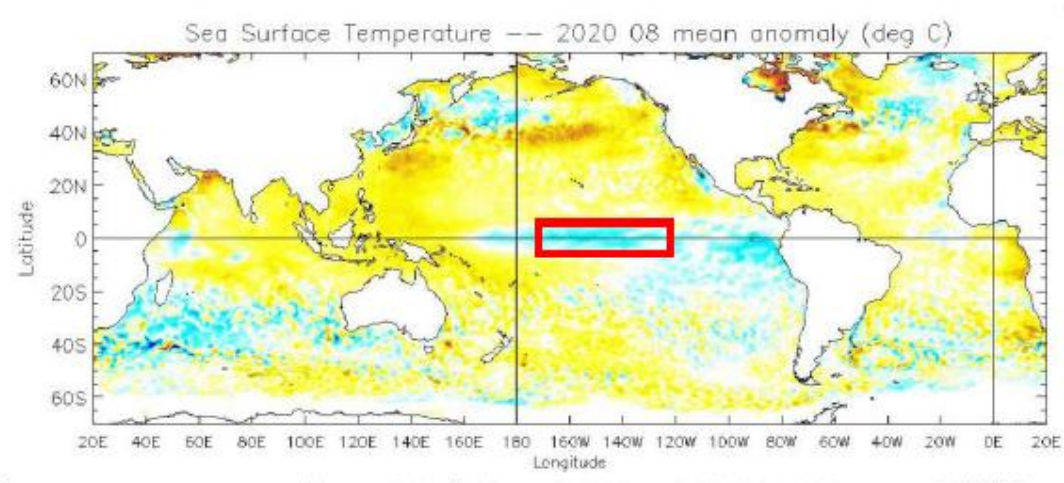 Sea Surface Temperature -- 2020 08 mean anomaly (deg C)
60N
40N
20N
0
20S
40S
60S
Latitude
20E 40E 60E 80E 100E 120E 140E 160E 180 160W 140W 120W 100W 80W 60W 40W 20W 0E 20E
Longitude